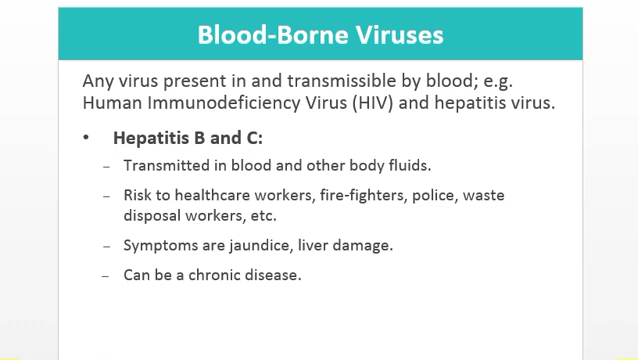 Blood-Borne Viruses
Any virus present in and transmissible by blood; e.g.
Human Immunodeficiency Virus (HIV) and hepatitis virus.
• Hepatitis B and C:
– Transmitted in blood and other body fluids.
– Risk to healthcare workers, fire-fighters, police, waste
disposal workers, etc.
– Symptoms are jaundice, liver damage.
– Can be a chronic disease.